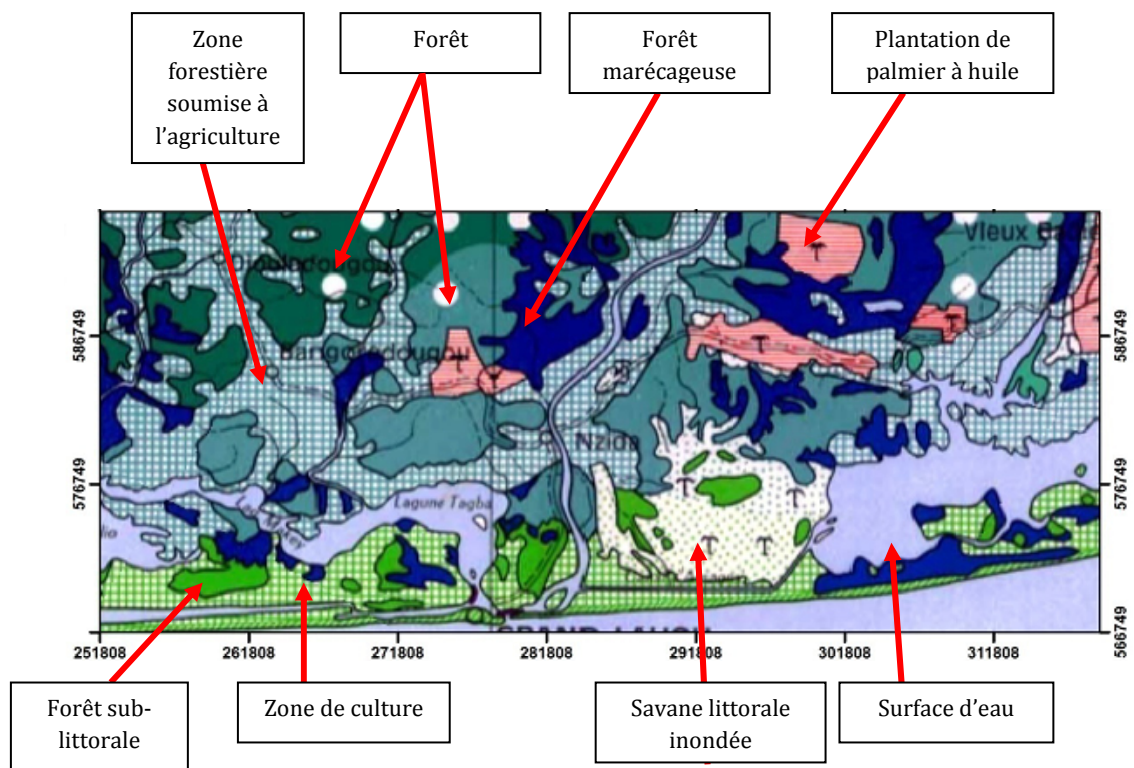 Zone
forestière
soumise à
l’agriculture
Forêt
Forêt
marécageuse
Plantation de
palmier à huile
Vieux
586749
586749
Nzida
576749
576749
Lagune Tagba
566749
251808
261808
271808
281808
291808
301808
311808
Forêt sub-
littorale
Zone de culture
Savane littorale
inondée
Surface d’eau